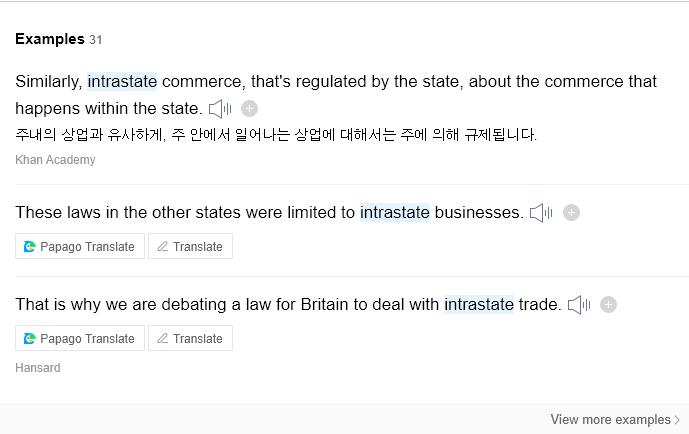 Examples 31
Similarly, intrastate commerce, that's regulated by the state, about the commerce that
happens within the state.
주내의 상업과 유사하게, 주 안에서 일어나는 상업에 대해서는 주에 의해 규제됩니다.
Khan Academy
These laws in the other states were limited to intrastate businesses.
Papago Translate Translate
That is why we are debating a law for Britain to deal with intrastate trade.
Papago Translate Translate
Hansard
View more examples